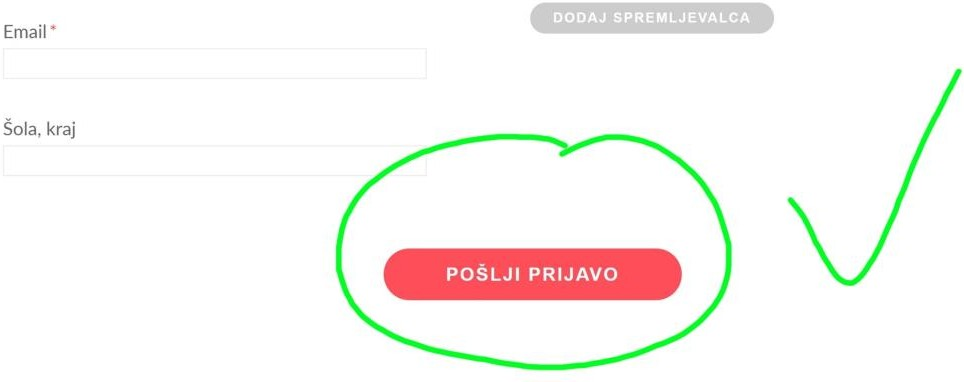 DODAJ SPREMLJEVALCA
Email *
Šola, kraj
POŠLJI PRIJAVO